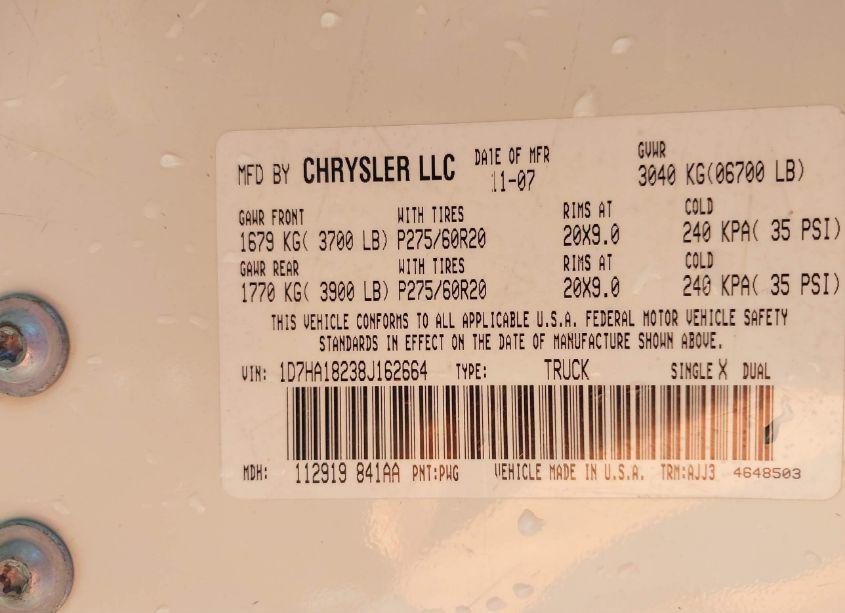 MFD BY CHRYSLER LLC DATE OF MFR 11-07 GVWR 3040 KG(06700 LB)
GAWR FRONT WITH TIRES RIMS AT COLD
1679 KG( 3700 LB) P275/60R20 20X9.0 240 KPA( 35 PSI)
GAWR REAR WITH TIRES RIMS AT COLD
1770 KG( 3900 LB) P275/60R20 20X9.0 240 KPA( 35 PSI)
THIS VEHICLE CONFORMS TO ALL APPLICABLE U.S.A. FEDERAL MOTOR VEHICLE SAFETY
STANDARDS IN EFFECT ON THE DATE OF MANUFACTURE SHOWN ABOVE.
VIN: 1D7HA18238J162664 TYPE: TRUCK SINGLE X DUAL
MDH: 112919 841AA PNT:PWG VEHICLE MADE IN U.S.A. TRM:AJJ3 4648503